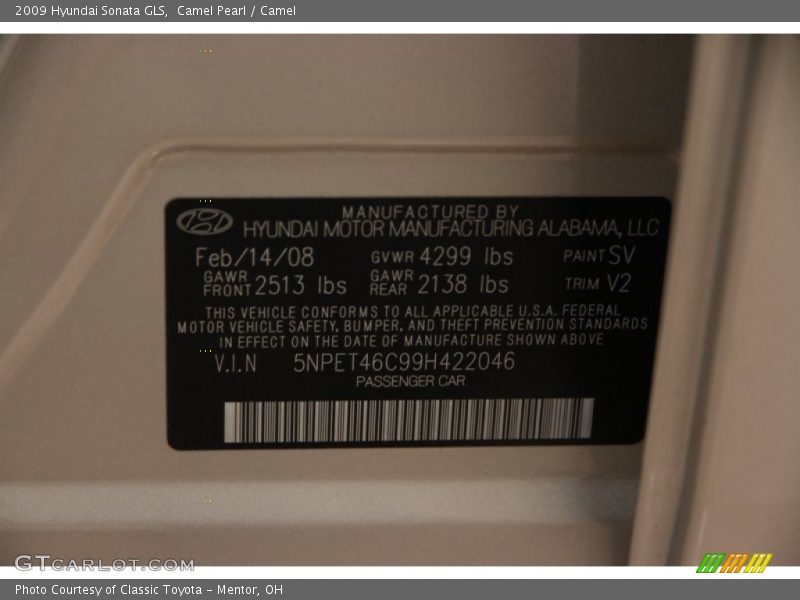 2009 Hyundai Sonata GLS, Camel Pearl / Camel
MANUFACTURED BY
HYUNDAI MOTOR MANUFACTURING ALABAMA, LLC
Feb/14/08 GVWR 4299 lbs PAINT SV
GAWR FRONT 2513 lbs GAWR REAR 2138 lbs TRIM V2
THIS VEHICLE CONFORMS TO ALL APPLICABLE U.S.A. FEDERAL
MOTOR VEHICLE SAFETY, BUMPER, AND THEFT PREVENTION STANDARDS
IN EFFECT ON THE DATE OF MANUFACTURE SHOWN ABOVE
V.I.N 5NPET46C99H422046
PASSENGER CAR
GTCARLOT.COM
Photo Courtesy of Classic Toyota - Mentor, OH